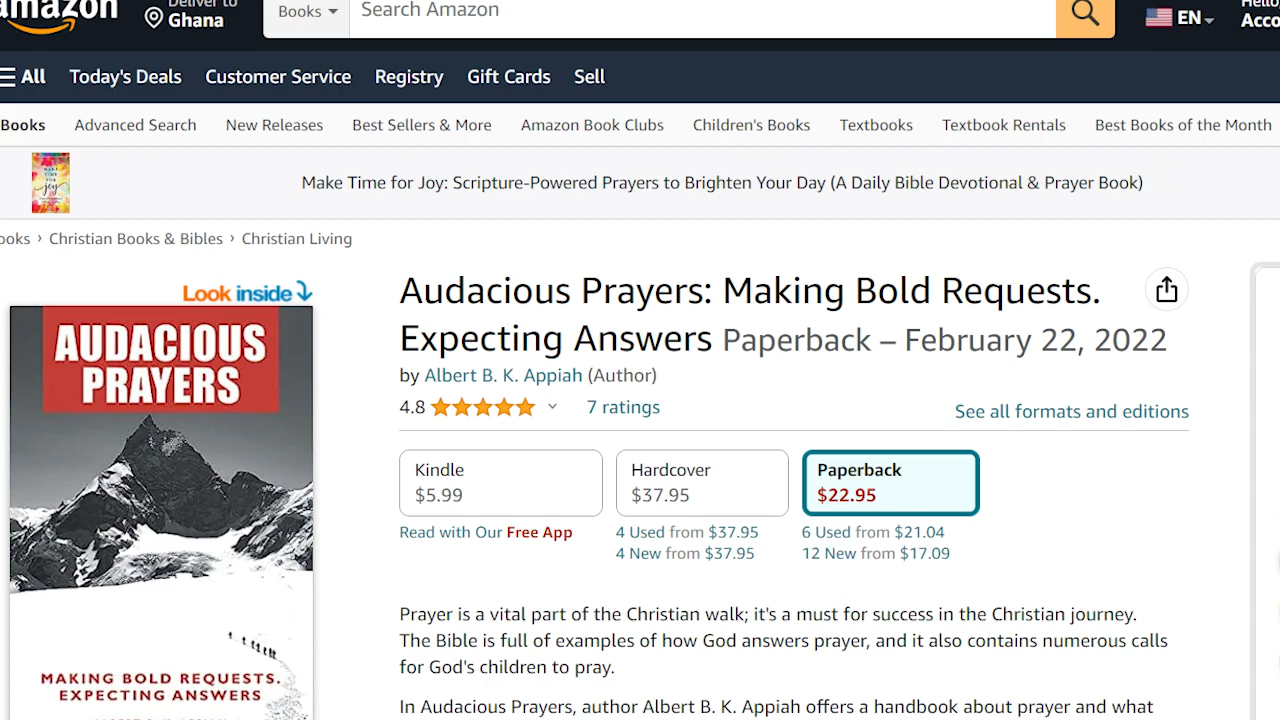 amazon
Deliver to
Ghana
Books
Search Amazon
EN
Hello,
All
Today's Deals
Customer Service
Registry
Gift Cards
Sell
Books
Advanced Search
New Releases
Best Sellers & More
Amazon Book Clubs
Children's Books
Textbooks
Textbook Rentals
Best Books of the Month
MAKE
TIME
FOR
joy
Make Time for Joy: Scripture-Powered Prayers to Brighten Your Day (A Daily Bible Devotional & Prayer Book)
ooks › Christian Books & Bibles › Christian Living
Look inside
AUDACIOUS
PRAYERS
MAKING BOLD REQUESTS.
EXPECTING ANSWERS
Audacious Prayers: Making Bold Requests.
Expecting Answers Paperback – February 22, 2022
by Albert B. K. Appiah (Author)
4.8
7 ratings
See all formats and editions
Kindle
$5.99
Read with Our Free App
Hardcover
$37.95
4 Used from $37.95
4 New from $37.95
Paperback
$22.95
6 Used from $21.04
12 New from $17.09
Prayer is a vital part of the Christian walk; it's a must for success in the Christian journey.
The Bible is full of examples of how God answers prayer, and it also contains numerous calls
for God's children to pray.
In Audacious Prayers, author Albert B. K. Appiah offers a handbook about prayer and what